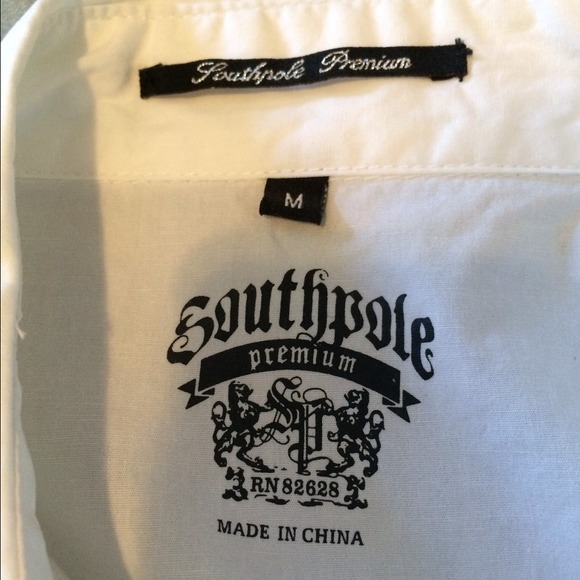 Southpole Premium
M
Southpole
premium
SP
RN 82628
MADE IN CHINA